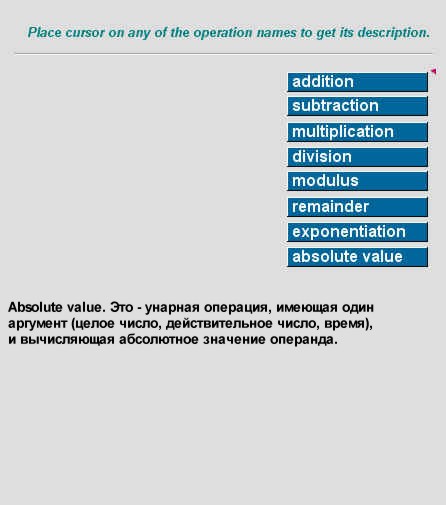 Place cursor on any of the operation names to get its description.
addition
subtraction
multiplication
division
modulus
remainder
exponentiation
absolute value
Absolute value. Это - унарная операция, имеющая один
аргумент (целое число, действительное число, время),
и вычисляющая абсолютное значение операнда.